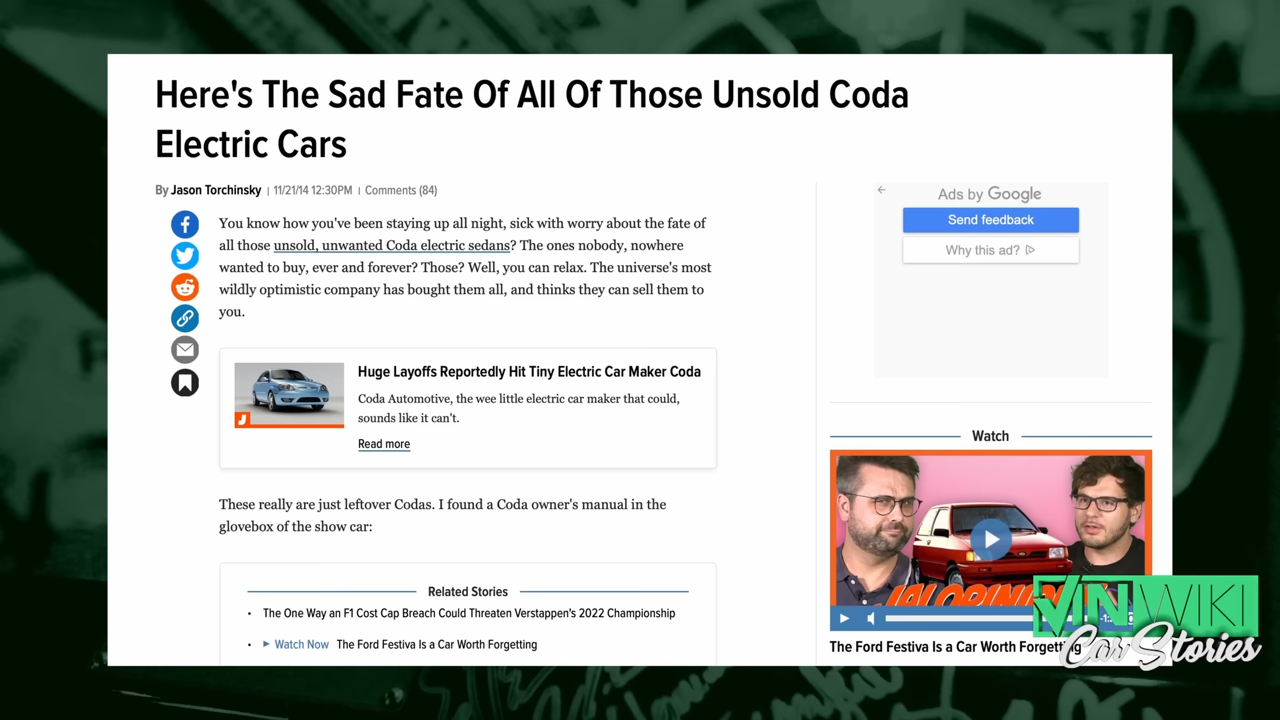 Here's The Sad Fate Of All Of Those Unsold Coda
Electric Cars
By Jason Torchinsky | 11/21/14 12:30PM | Comments (84)
You know how you've been staying up all night, sick with worry about the fate of
all those unsold, unwanted Coda electric sedans? The ones nobody, nowhere
wanted to buy, ever and forever? Those? Well, you can relax. The universe's most
wildly optimistic company has bought them all, and thinks they can sell them to
you.
Huge Layoffs Reportedly Hit Tiny Electric Car Maker Coda
Coda Automotive, the wee little electric car maker that could,
sounds like it can't.
Read more
These really are just leftover Codas. I found a Coda owner's manual in the
glovebox of the show car:
Related Stories
• The One Way an F1 Cost Cap Breach Could Threaten Verstappen's 2022 Championship
• Watch Now The Ford Festiva Is a Car Worth Forgetting
Ads by Google
Send feedback
Why this ad?
Watch
The Ford Festiva Is a Car Worth Forgetting
VNWIKI
Car Stories